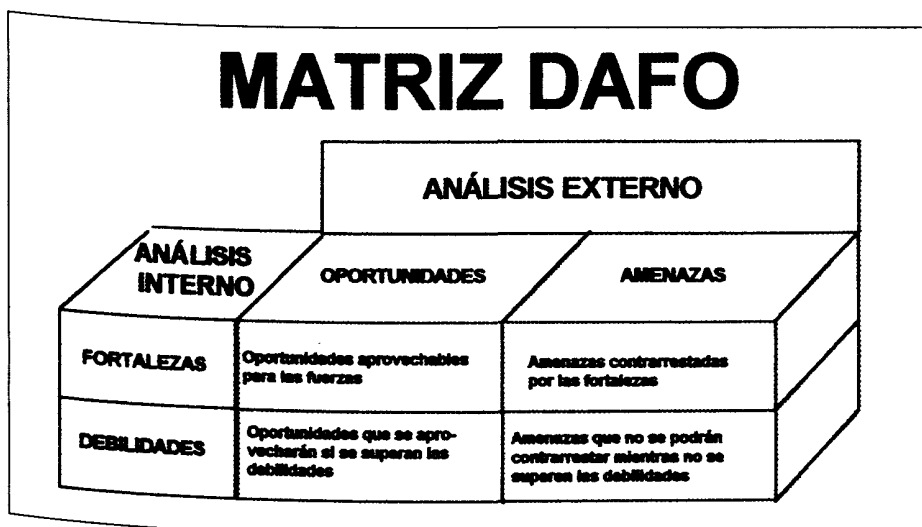 MATRIZ DAFO
ANÁLISIS EXTERNO
ANÁLISIS
INTERNO
OPORTUNIDADES
AMENAZAS
FORTALEZAS
Oportunidades aprovechables
para las fuerzas
Amenazas contrarrestadas
por las fortalezas
DEBILIDADES
Oportunidades que se apro-
vecharán si se superan las
debilidades
Amenazas que no se podrán
contrarrestar mientras no se
superen las debilidades